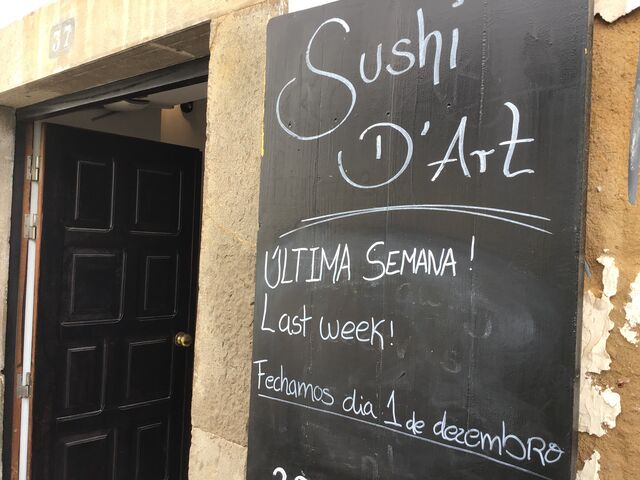 37
Sushi
D'Art
ÚLTIMA SEMANA!
Last week!
Fechamos dia 1 de dezembro